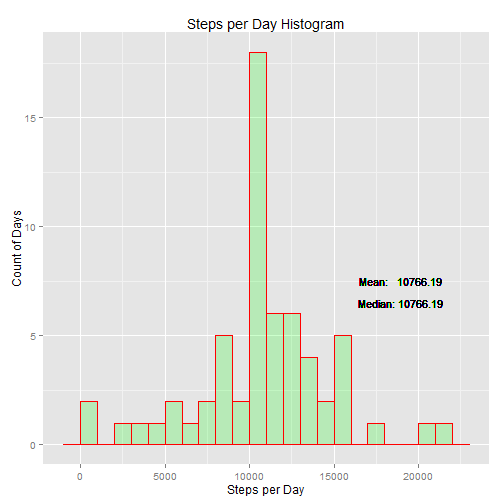 Steps per Day Histogram
Count of Days
15
10
5
0
Mean: 10766.19
Median: 10766.19
0 5000 10000 15000 20000
Steps per Day